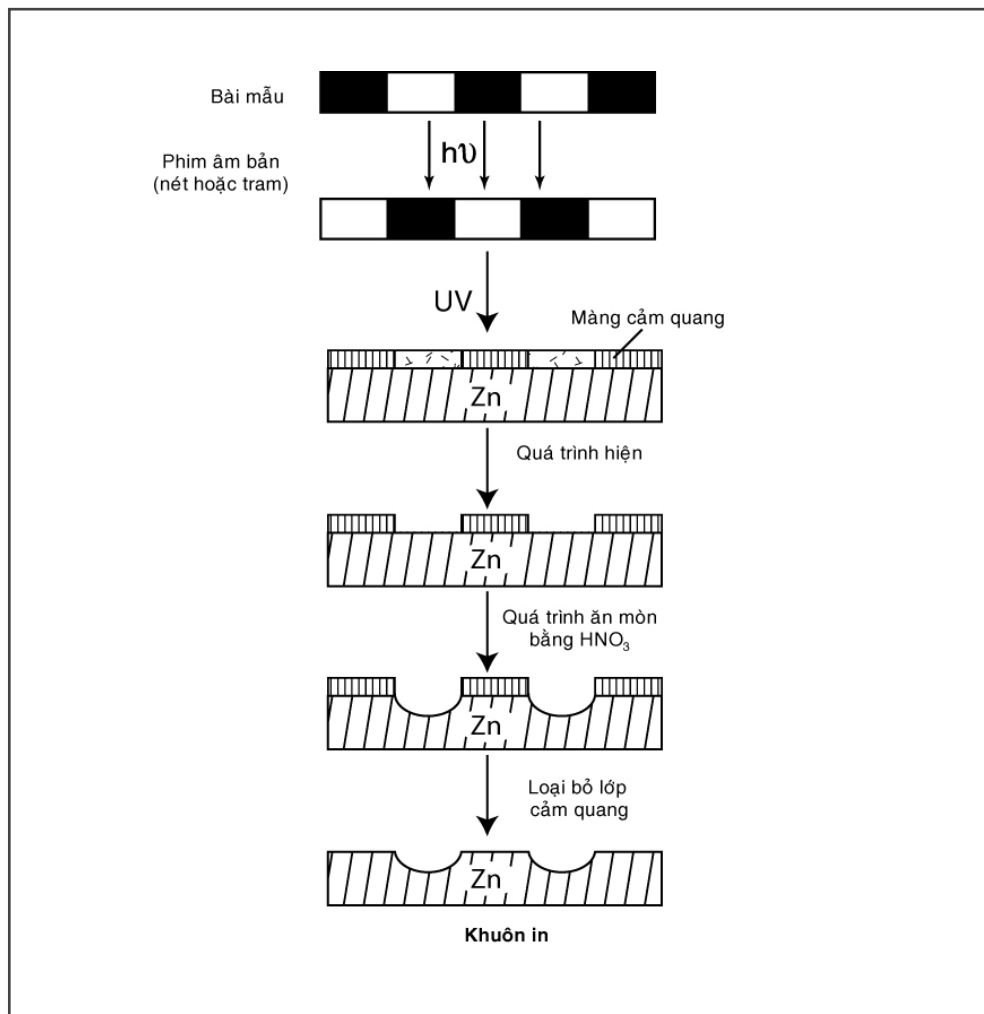 Bài mẫu
hυ
Phim âm bản
(nét hoặc tram)
UV
Màng cảm quang
Zn
Quá trình hiện
Zn
Quá trình ăn mòn
bằng HNO₃
Zn
Loại bỏ lớp
cảm quang
Zn
Khuôn in